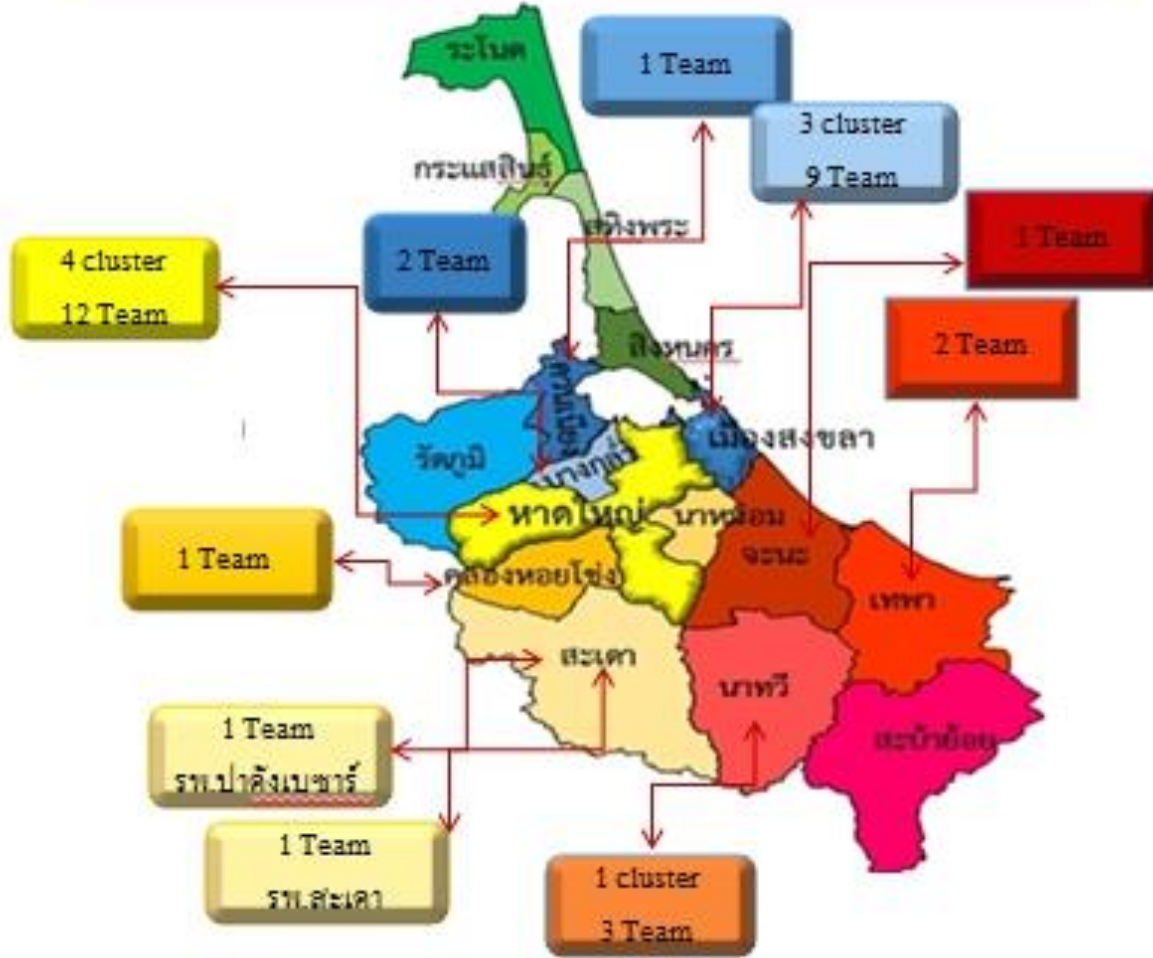 ระโนด
1 Team
3 cluster
9 Team
กระแสสินธุ์
สทิงพระ
1 Team
4 cluster
12 Team
2 Team
2 Team
สิงหนคร
ควนเนียง
เมืองสงขลา
รัตภูมิ
บางกล่ำ
หาดใหญ่
นาหม่อม
จะนะ
1 Team
คลองหอยโข่ง
เทพา
สะเดา
นาทวี
สะบ้าย้อย
1 Team
รพ.ปาดังเบซาร์
1 Team
รพ.สะเดา
1 cluster
3 Team